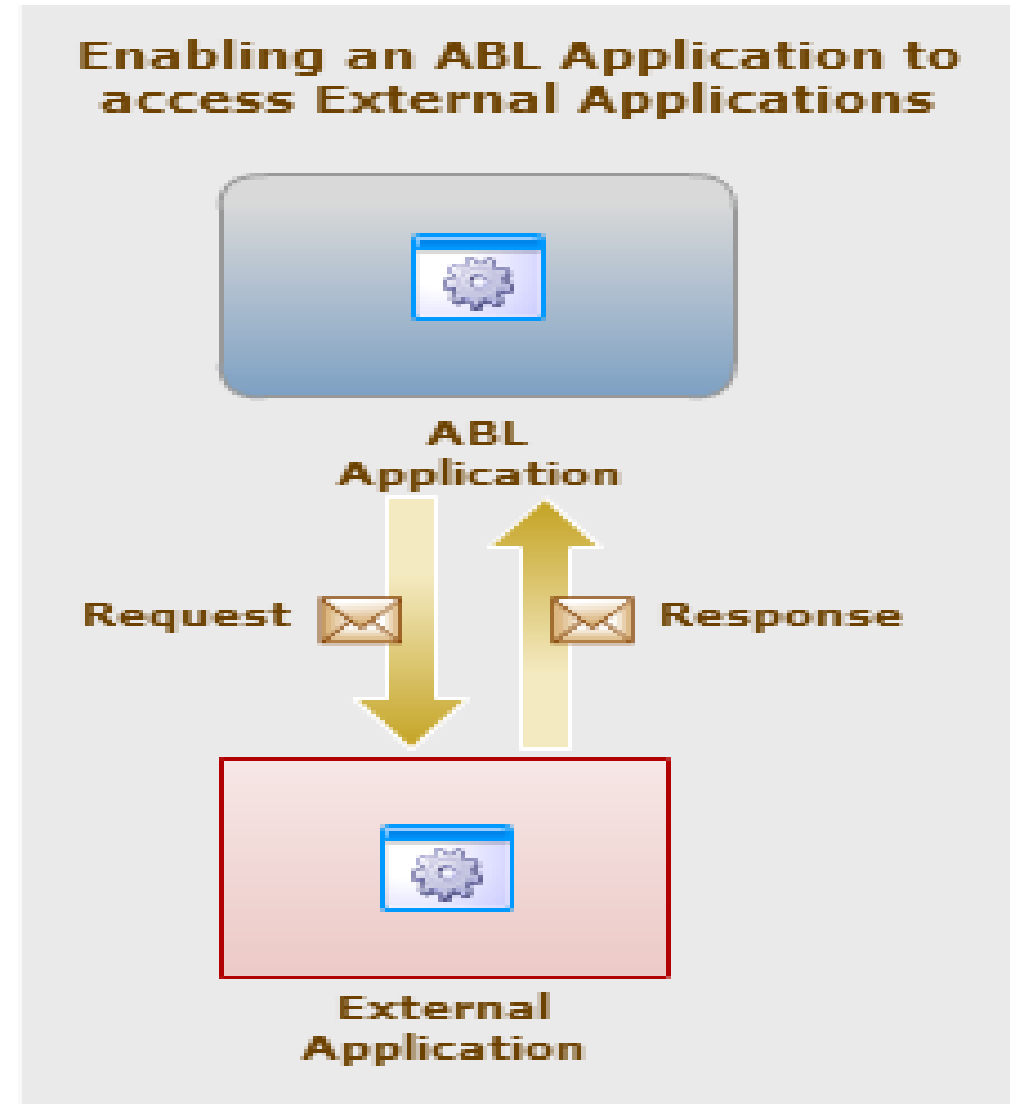 Enabling an ABL Application to
access External Applications
ABL
Application
Request
Response
External
Application